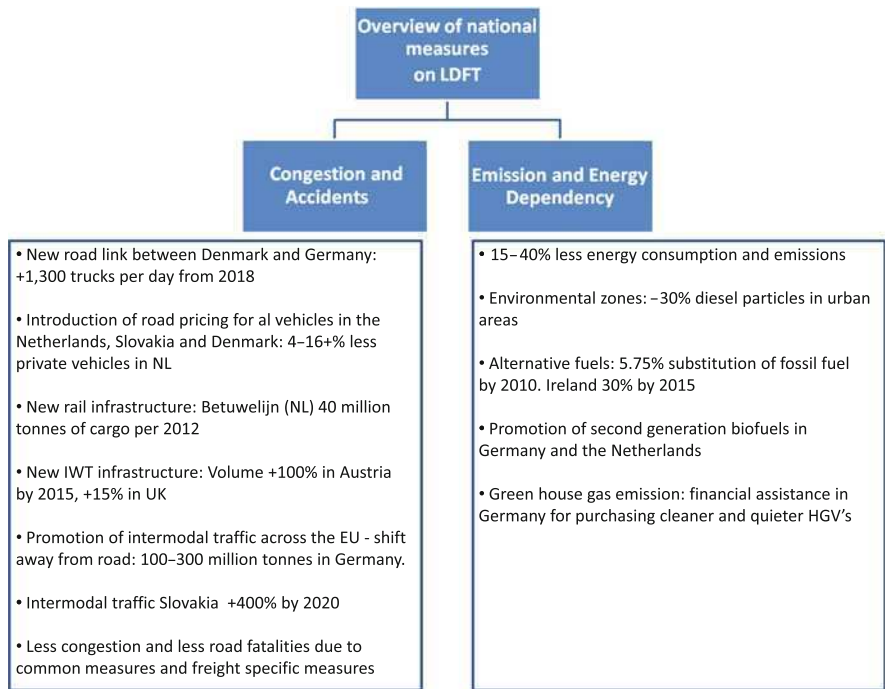 Overview of national
measures
on LDFT
Congestion and
Accidents
Emission and Energy
Dependency
• New road link between Denmark and Germany:
+1,300 trucks per day from 2018
• Introduction of road pricing for al vehicles in the
Netherlands, Slovakia and Denmark: 4–16+% less
private vehicles in NL
• New rail infrastructure: Betuwelijn (NL) 40 million
tonnes of cargo per 2012
• New IWT infrastructure: Volume +100% in Austria
by 2015, +15% in UK
• Promotion of intermodal traffic across the EU - shift
away from road: 100–300 million tonnes in Germany.
• Intermodal traffic Slovakia +400% by 2020
• Less congestion and less road fatalities due to
common measures and freight specific measures
• 15–40% less energy consumption and emissions
• Environmental zones: –30% diesel particles in urban
areas
• Alternative fuels: 5.75% substitution of fossil fuel
by 2010. Ireland 30% by 2015
• Promotion of second generation biofuels in
Germany and the Netherlands
• Green house gas emission: financial assistance in
Germany for purchasing cleaner and quieter HGV’s